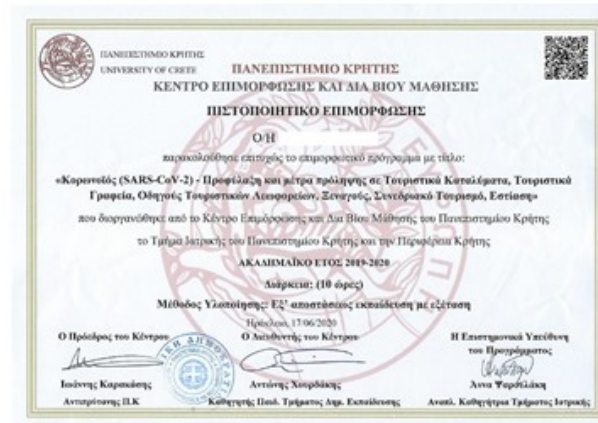 ΠΑΝΕΠΙΣΤΗΜΙΟ ΚΡΗΤΗΣ
UNIVERSITY OF CRETE
ΠΑΝΕΠΙΣΤΗΜΙΟ ΚΡΗΤΗΣ
ΚΕΝΤΡΟ ΕΠΙΜΟΡΦΩΣΗΣ ΚΑΙ ΔΙΑ ΒΙΟΥ ΜΑΘΗΣΗΣ
ΠΙΣΤΟΠΟΙΗΤΙΚΟ ΕΠΙΜΟΡΦΩΣΗΣ
Ο/Η
παρακολούθησε επιτυχώς το επιμορφωτικό πρόγραμμα με τίτλο:
«Κορωνοϊός (SARS-CoV-2) - Προφύλαξη και μέτρα πρόληψης σε Τουριστικά Καταλύματα, Τουριστικά
Γραφεία, Οδηγούς Τουριστικών Λεωφορείων, Ξεναγούς, Συνεδριακό Τουρισμό, Εστίαση»
που διοργανώθηκε από το Κέντρο Επιμόρφωσης και Δια Βίου Μάθησης του Πανεπιστημίου Κρήτης
το Τμήμα Ιατρικής του Πανεπιστημίου Κρήτης και την Περιφέρεια Κρήτης
ΑΚΑΔΗΜΑΪΚΟ ΕΤΟΣ 2019-2020
Διάρκεια: (10 ώρες)
Μέθοδος Υλοποίησης: Εξ' αποστάσεως εκπαίδευση με εξέταση
Ηράκλειο, 17/06/2020
Ο Πρόεδρος του Κέντρου
Ο Διευθυντής του Κέντρου
Η Επιστημονικά Υπεύθυνη
του Προγράμματος
Ιωάννης Καρακάσης
Αντώνης Χουρδάκης
Άννα Ψαρουλάκη
Αντιπρύτανης Π.Κ
Καθηγητής Παιδ. Τμήματος Δημ. Εκπαίδευσης
Αναπλ. Καθηγήτρια Τμήματος Ιατρικής